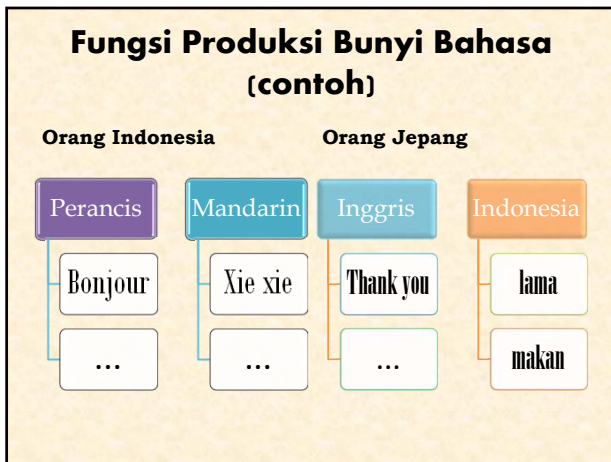 Fungsi Produksi Bunyi Bahasa
(contoh)
Orang Indonesia
Orang Jepang
Perancis
Mandarin
Inggris
Indonesia
Bonjour
Xie xie
Thank you
lama
...
...
...
makan